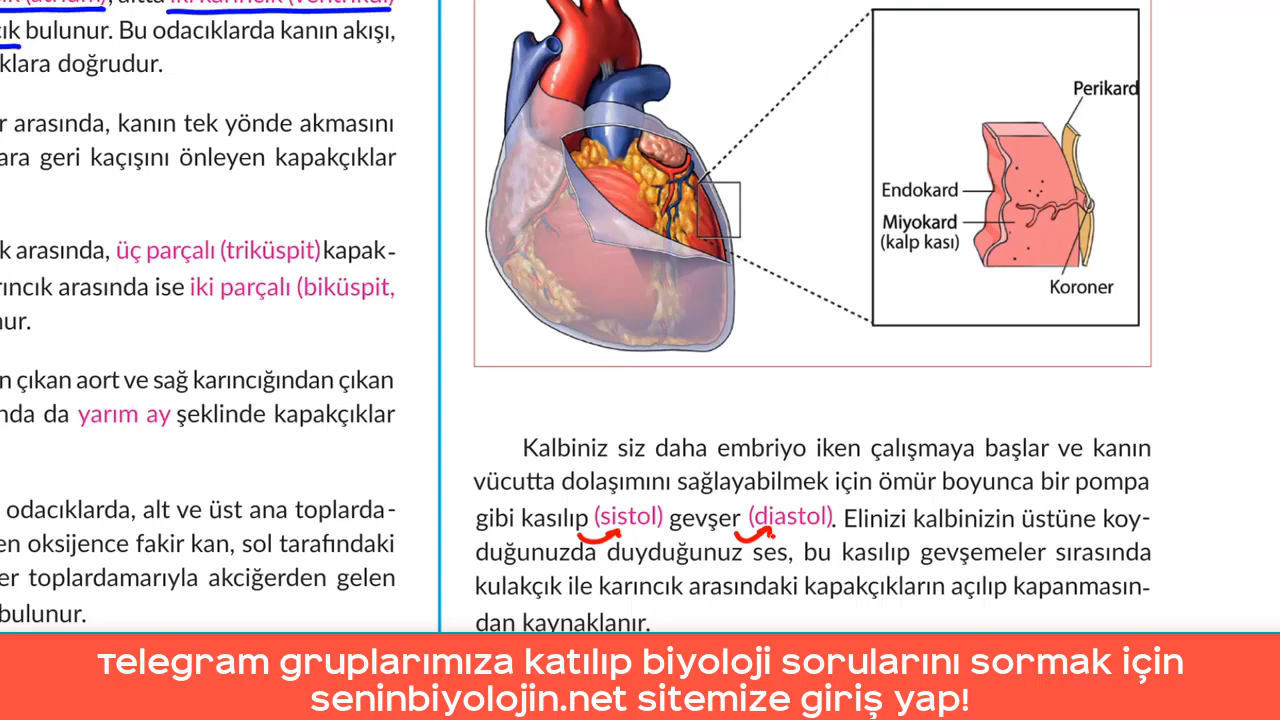 iki karıncık (ventrikül)
bulunur. Bu odacıklarda kanın akışı,
klara doğrudur.
r arasında, kanın tek yönde akmasını
ara geri kaçışını önleyen kapakçıklar
k arasında, üç parçalı (triküspit) kapak-
rıncık arasında ise iki parçalı (biküspit,
nur.
n çıkan aort ve sağ karıncığından çıkan
nda da yarım ay şeklinde kapakçıklar
odacıklarda, alt ve üst ana toplarda-
en oksijence fakir kan, sol tarafındaki
er toplardamarıyla akciğerden gelen
bulunur.
Perikard
Endokard
Miyokard
(kalp kası)
Koroner
Kalbiniz siz daha embriyo iken çalışmaya başlar ve kanın
vücutta dolaşımını sağlayabilmek için ömür boyunca bir pompa
gibi kasılıp (sistol) gevşer (diastol). Elinizi kalbinizin üstüne koy-
duğunuzda duyduğunuz ses, bu kasılıp gevşemeler sırasında
kulakçık ile karıncık arasındaki kapakçıkların açılıp kapanmasın-
dan kaynaklanır.
Telegram gruplarımıza katılıp biyoloji sorularını sormak için
seninbiyolojin.net sitemize giriş yap!